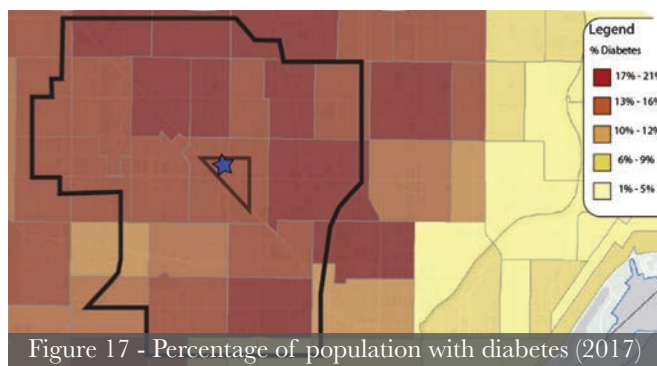 Legend
% Diabetes
17% - 21%
13% - 16%
10% - 12%
6% - 9%
1% - 5%
Figure 17 - Percentage of population with diabetes (2017)